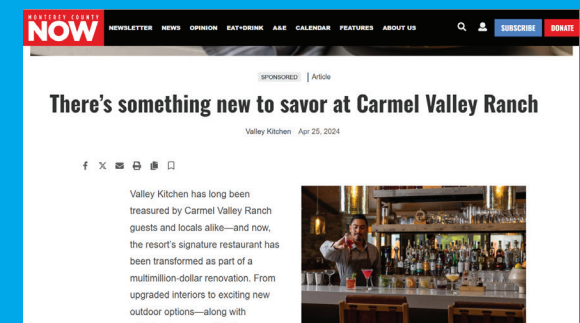 MONTEREY COUNTY
NOW
NEWSLETTER NEWS OPINION EAT+DRINK A&E CALENDAR FEATURES ABOUT US
SUBSCRIBE DONATE
SPONSORED | Article
There's something new to savor at Carmel Valley Ranch
Valley Kitchen Apr 25, 2024
Valley Kitchen has long been
treasured by Carmel Valley Ranch
guests and locals alike—and now,
the resort's signature restaurant has
been transformed as part of a
multimillion-dollar renovation. From
upgraded interiors to exciting new
outdoor options—along with